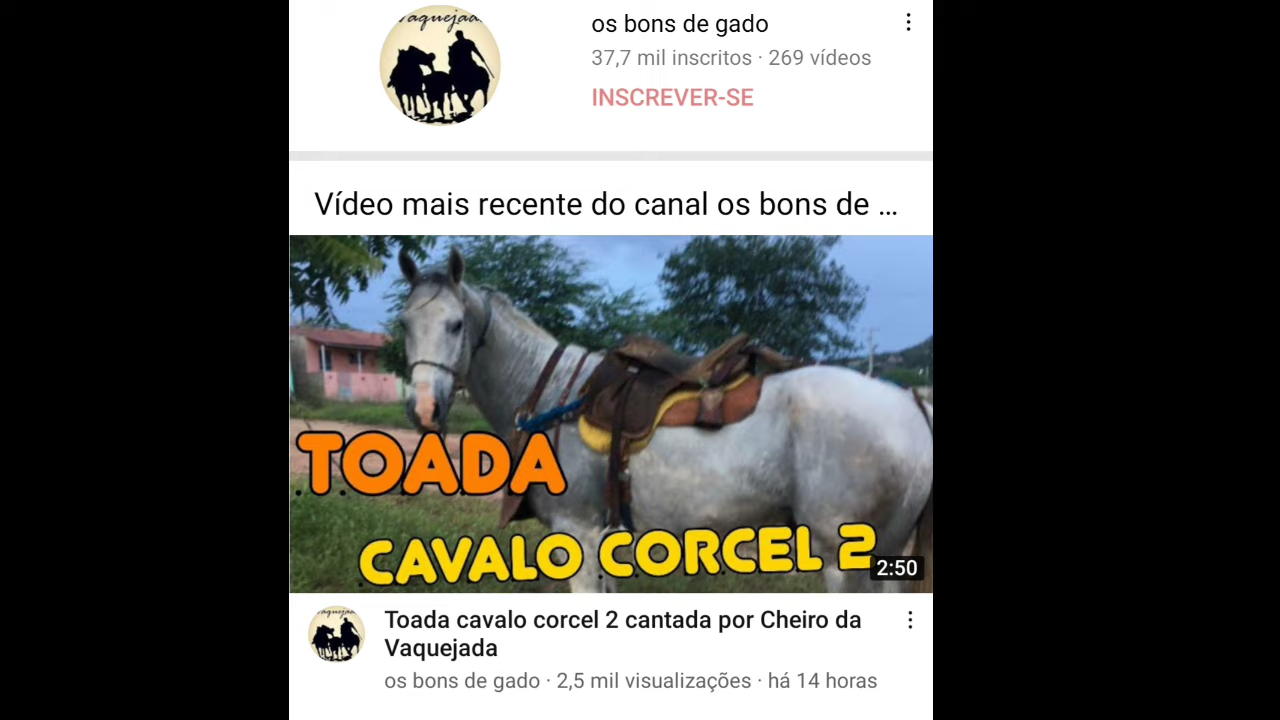 vaquejada
os bons de gado
37,7 mil inscritos · 269 vídeos
INSCREVER-SE
Vídeo mais recente do canal os bons de ...
TOADA
CAVALO CORCEL 2
2:50
vaquejada
Toada cavalo corcel 2 cantada por Cheiro da
Vaquejada
os bons de gado · 2,5 mil visualizações · há 14 horas